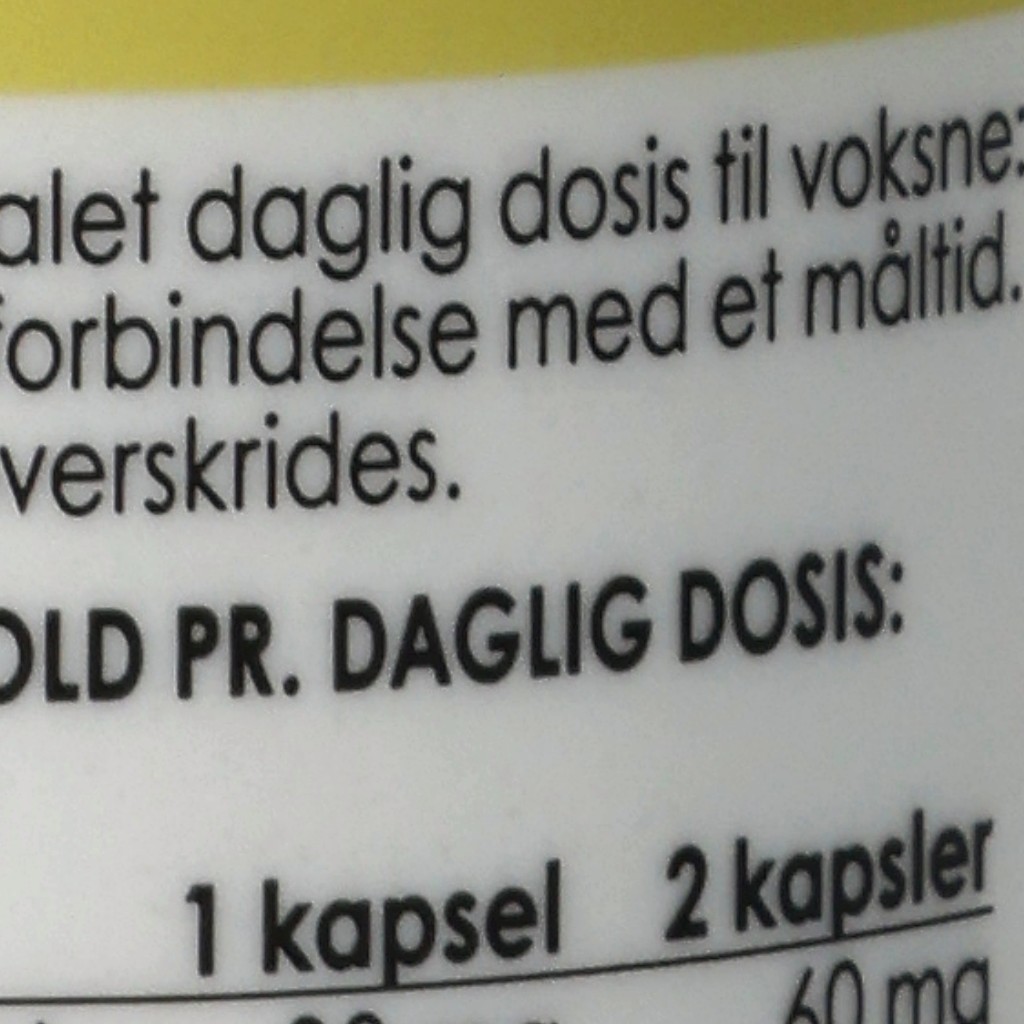 alet daglig dosis til voksne:
forbindelse med et måltid.
verskrides.
OLD PR. DAGLIG DOSIS:
1 kapsel 2 kapsler
60 mg